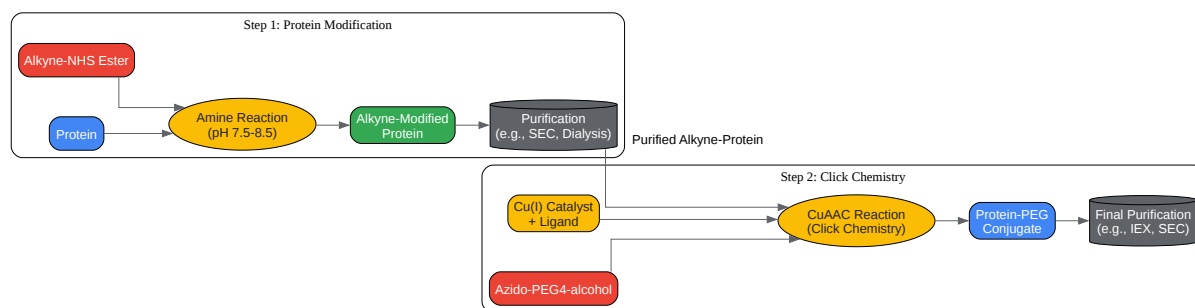 Step 1: Protein Modification
Alkyne-NHS Ester
Protein
Amine Reaction
(pH 7.5-8.5)
Alkyne-Modified
Protein
Purification
(e.g., SEC, Dialysis)
Purified Alkyne-Protein
Step 2: Click Chemistry
Cu(I) Catalyst
+ Ligand
Azido-PEG4-alcohol
CuAAC Reaction
(Click Chemistry)
Protein-PEG
Conjugate
Final Purification
(e.g., IEX, SEC)